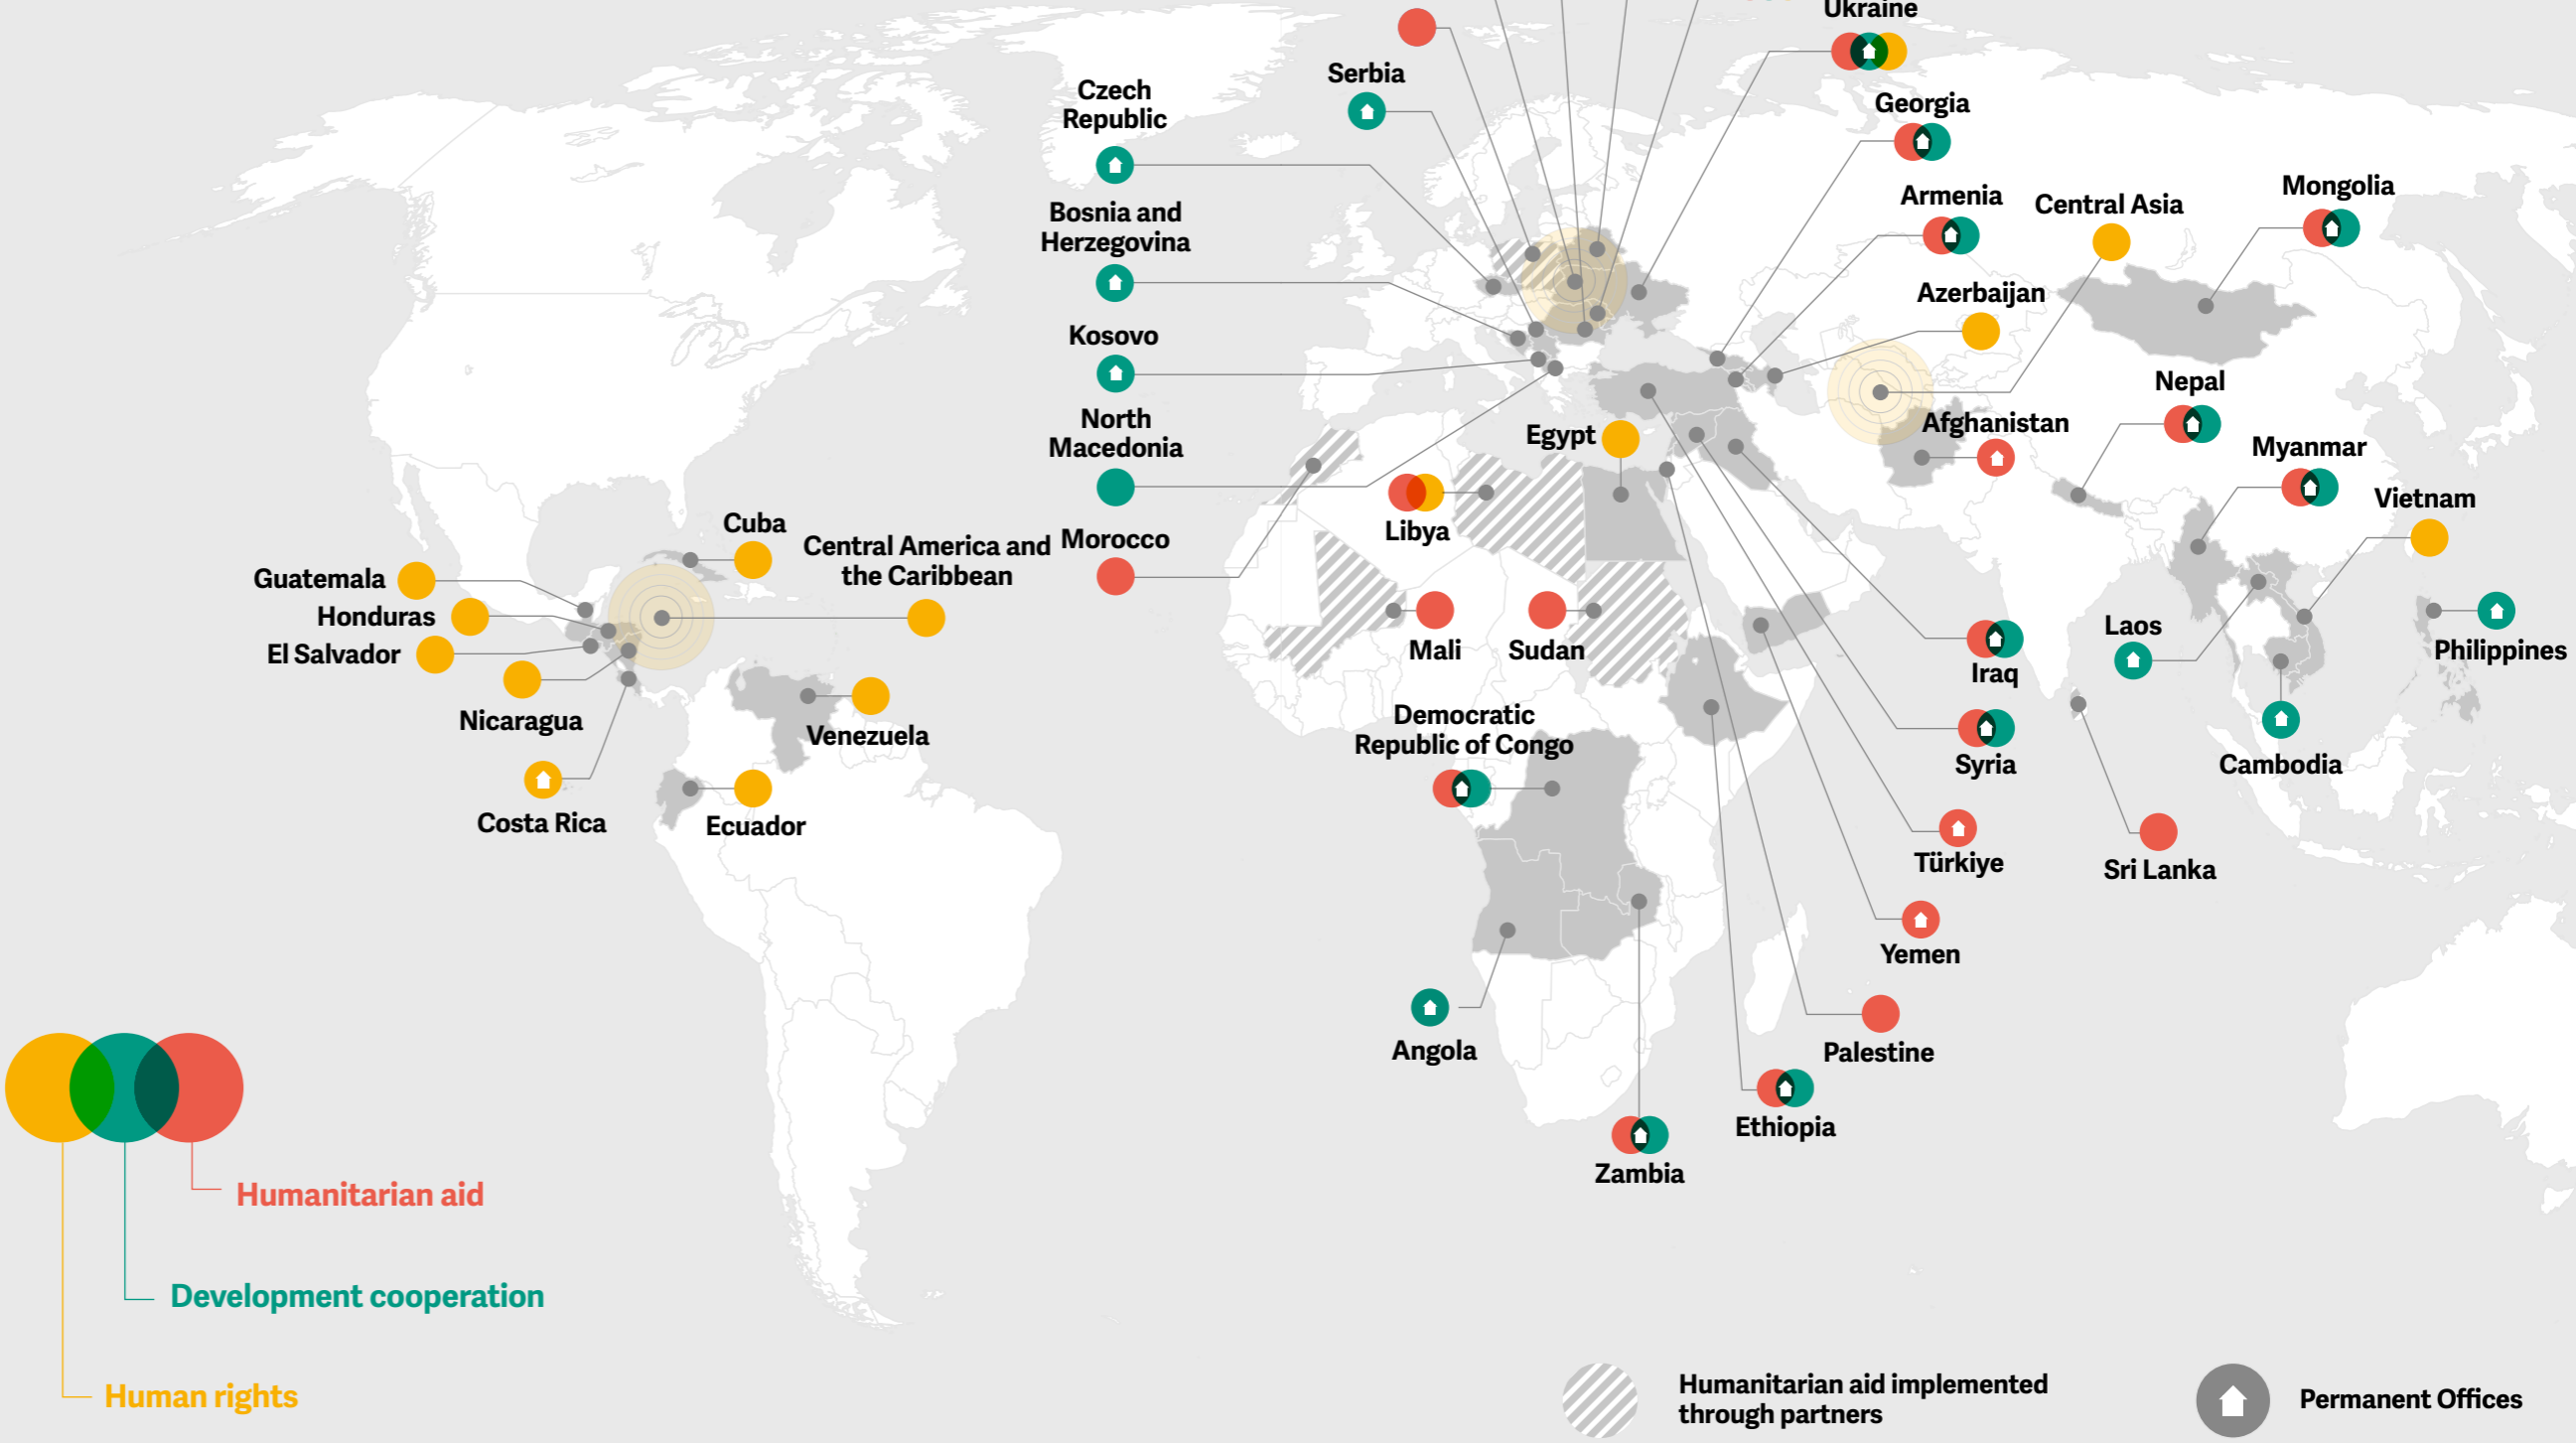 Ukraine
Serbia
Czech
Republic
Georgia
Mongolia
Armenia
Central Asia
Bosnia and
Herzegovina
Azerbaijan
Kosovo
Nepal
North
Macedonia
Egypt
Afghanistan
Myanmar
Vietnam
Cuba
Libya
Morocco
Central America and
the Caribbean
Guatemala
Honduras
El Salvador
Laos
Mali
Sudan
Philippines
Iraq
Nicaragua
Venezuela
Democratic
Republic of Congo
Syria
Cambodia
Costa Rica
Ecuador
Türkiye
Sri Lanka
Yemen
Angola
Palestine
Ethiopia
Zambia
Humanitarian aid
Development cooperation
Human rights
Humanitarian aid implemented
through partners
Permanent Offices